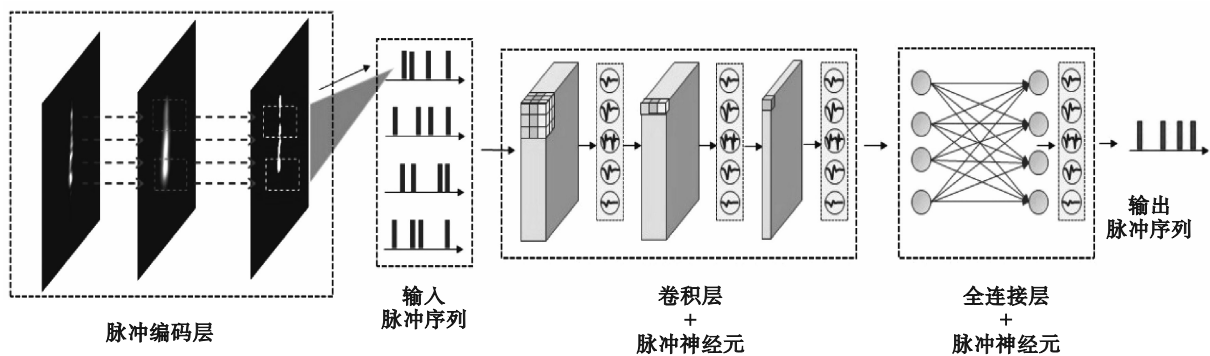 脉冲编码层
输入
脉冲序列
卷积层
+
脉冲神经元
全连接层
+
脉冲神经元
输出
脉冲序列